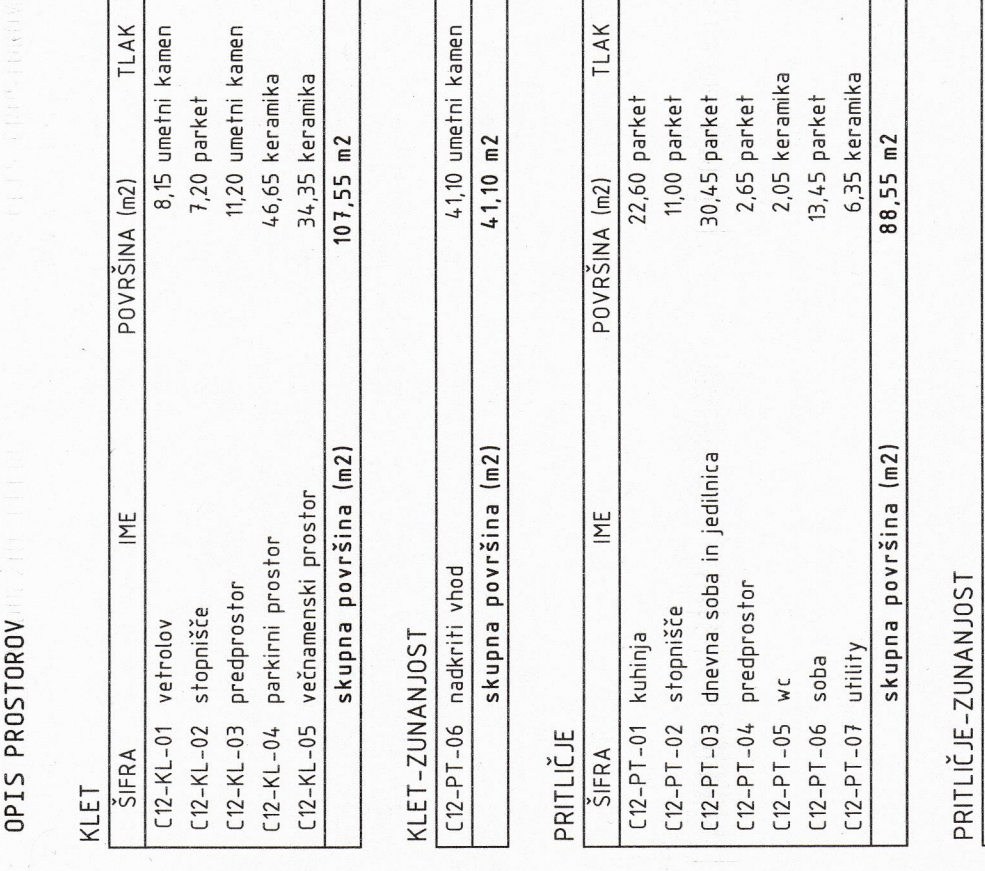 OPIS PROSTOROV
KLET
ŠIFRA IME POVRŠINA (m2) TLAK
C12-KL-01 vetrolov 8,15 umetni kamen
C12-KL-02 stopnišče 7,20 parket
C12-KL-03 predprostor 11,20 umetni kamen
C12-KL-04 parkirni prostor 46,65 keramika
C12-KL-05 večnamenski prostor 34,35 keramika
skupna površina (m2) 107,55 m2
KLET-ZUNANJOST
C12-PT-06 nadkriti vhod 41,10 umetni kamen
skupna površina (m2) 41,10 m2
PRITLIČJE
ŠIFRA IME POVRŠINA (m2) TLAK
C12-PT-01 kuhinja 22,60 parket
C12-PT-02 stopnišče 11,00 parket
C12-PT-03 dnevna soba in jedilnica 30,45 parket
C12-PT-04 predprostor 2,65 parket
C12-PT-05 wc 2,05 keramika
C12-PT-06 soba 13,45 parket
C12-PT-07 utility 6,35 keramika
skupna površina (m2) 88,55 m2
PRITLIČJE-ZUNANJOST